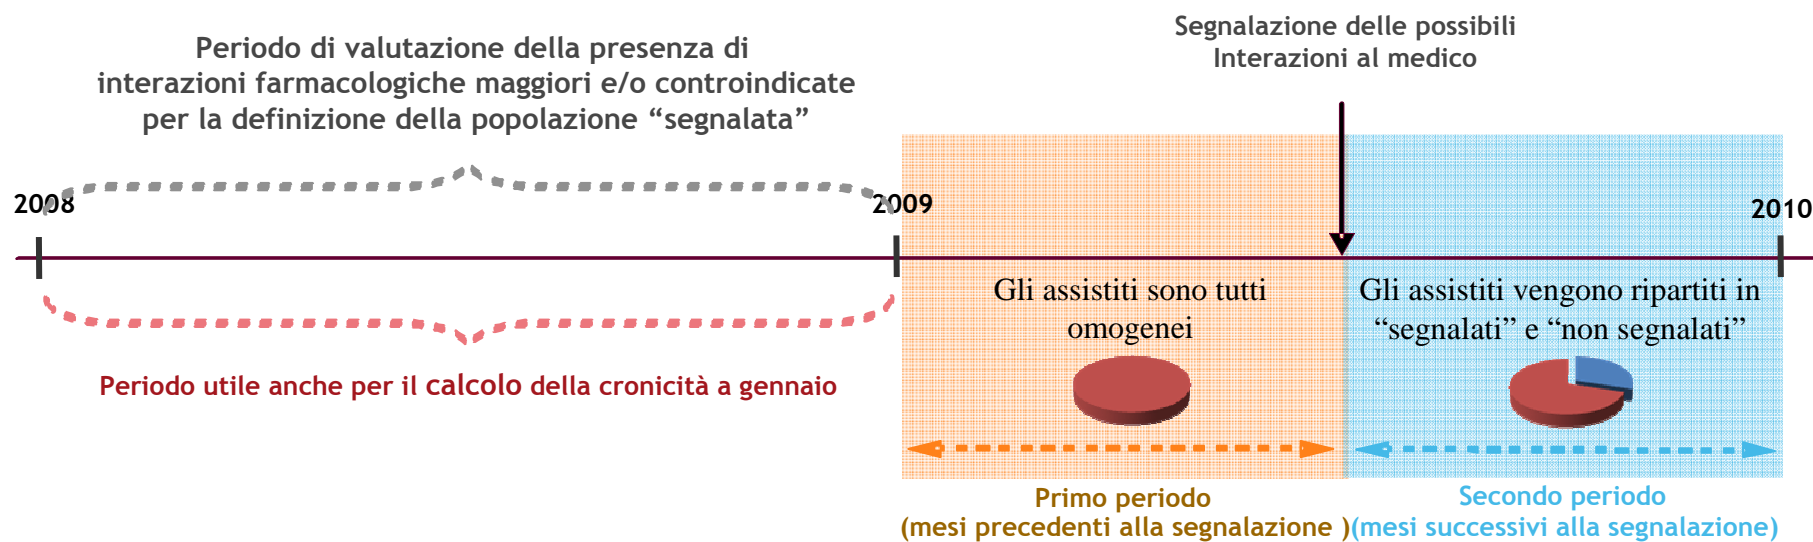 Periodo di valutazione della presenza di
interazioni farmacologiche maggiori e/o controindicate
per la definizione della popolazione “segnalata”
Segnalazione delle possibili
Interazioni al medico
2008
2009
2010
Gli assistiti sono tutti
omogenei
Gli assistiti vengono ripartiti in
“segnalati” e “non segnalati”
Periodo utile anche per il calcolo della cronicità a gennaio
Primo periodo
(mesi precedenti alla segnalazione )
Secondo periodo
(mesi successivi alla segnalazione)